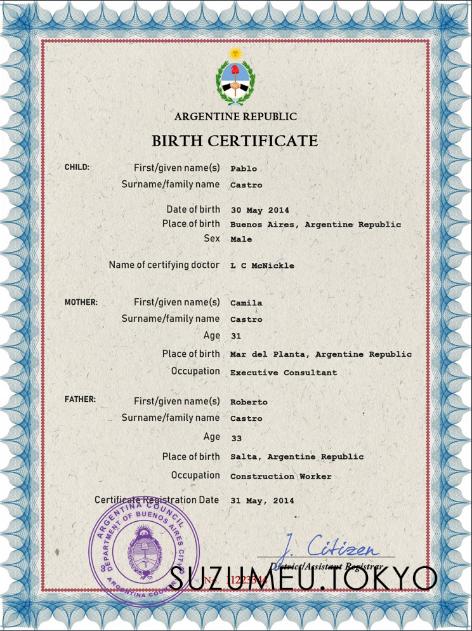 ARGENTINE REPUBLIC
BIRTH CERTIFICATE
CHILD: First/given name(s) Pablo
Surname/family name Castro
Date of birth 30 May 2014
Place of birth Buenos Aires, Argentine Republic
Sex Male
Name of certifying doctor L C McNickle
MOTHER: First/given name(s) Camila
Surname/family name Castro
Age 31
Place of birth Mar del Planta, Argentine Republic
Occupation Executive Consultant
FATHER: First/given name(s) Roberto
Surname/family name Castro
Age 33
Place of birth Salta, Argentine Republic
Occupation Construction Worker
Certificate Registration Date 31 May, 2014
ARGENTINA COUNCIL
DEPARTMENT OF BUENOS AIRES CITY
ARGENTINA COUNCIL
J. Citizen
District/Assistant Registrar
SUZUMEU.TOKYO